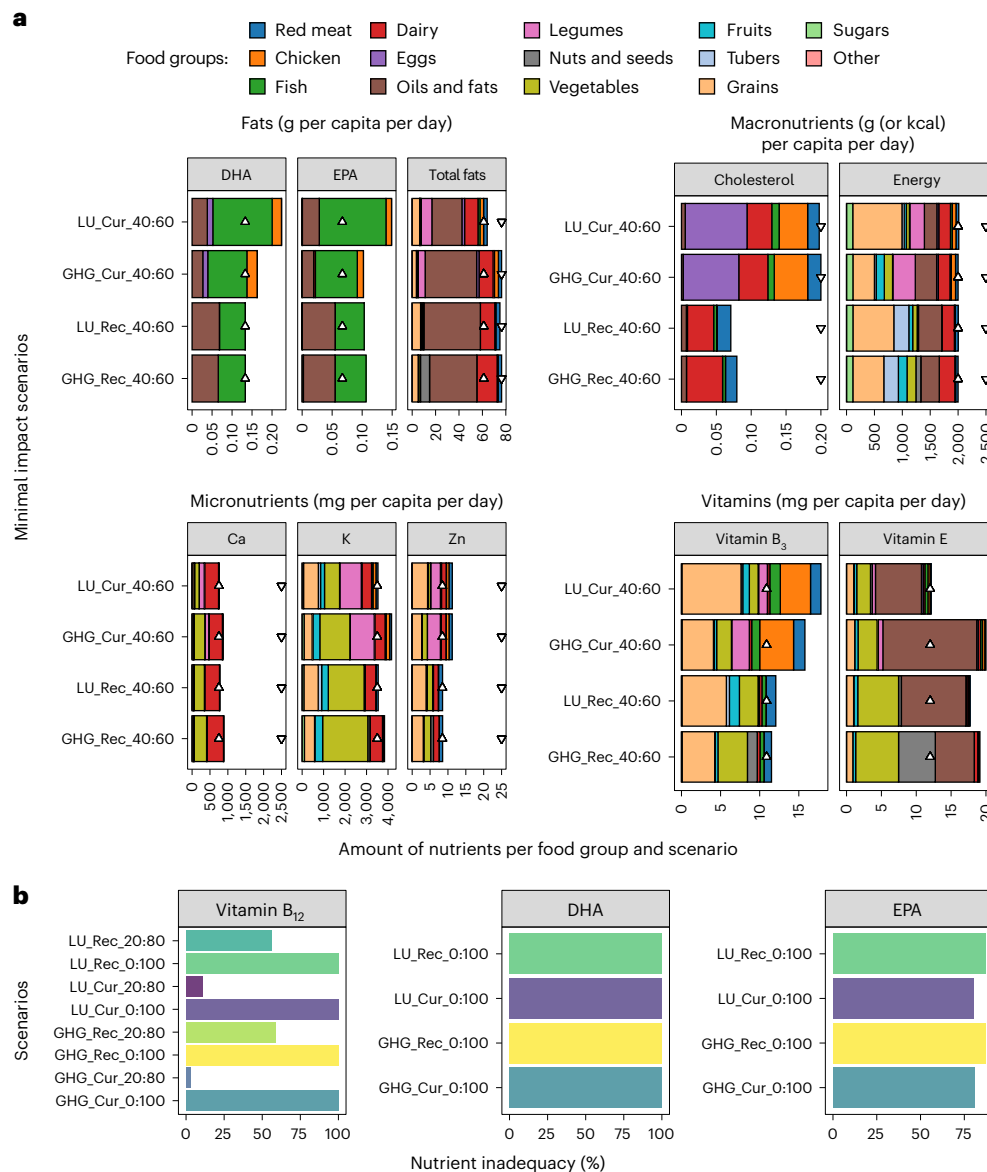 a
Food groups:
Red meat
Dairy
Legumes
Fruits
Sugars
Chicken
Eggs
Nuts and seeds
Tubers
Other
Fish
Oils and fats
Vegetables
Grains
Fats (g per capita per day)
Macronutrients (g (or kcal)
per capita per day)
Minimal impact scenarios
DHA
EPA
Total fats
LU_Cur_40:60
GHG_Cur_40:60
LU_Rec_40:60
GHG_Rec_40:60
0 0.05 0.10 0.15 0.20
0 0.05 0.10 0.15
0 20 40 60 80
Cholesterol
Energy
LU_Cur_40:60
GHG_Cur_40:60
LU_Rec_40:60
GHG_Rec_40:60
0 0.05 0.10 0.15 0.20
0 500 1,000 1,500 2,000 2,5
Micronutrients (mg per capita per day)
Ca
K
Zn
LU_Cur_40:60
GHG_Cur_40:60
LU_Rec_40:60
GHG_Rec_40:60
0 500 1,000 1,500 2,000 2,500
0 1,000 2,000 3,000 4,000
0 5 10 15 20 25
Vitamins (mg per capita per day)
Vitamin B3
Vitamin E
LU_Cur_40:60
GHG_Cur_40:60
LU_Rec_40:60
GHG_Rec_40:60
0 5 10 15
0 5 10 15 20
Amount of nutrients per food group and scenario
b
Scenarios
Vitamin B12
LU_Rec_20:80
LU_Rec_0:100
LU_Cur_20:80
LU_Cur_0:100
GHG_Rec_20:80
GHG_Rec_0:100
GHG_Cur_20:80
GHG_Cur_0:100
0 25 50 75 100
DHA
LU_Rec_0:100
LU_Cur_0:100
GHG_Rec_0:100
GHG_Cur_0:100
0 25 50 75 100
EPA
LU_Rec_0:100
LU_Cur_0:100
GHG_Rec_0:100
GHG_Cur_0:100
0 25 50 75
Nutrient inadequacy (%)